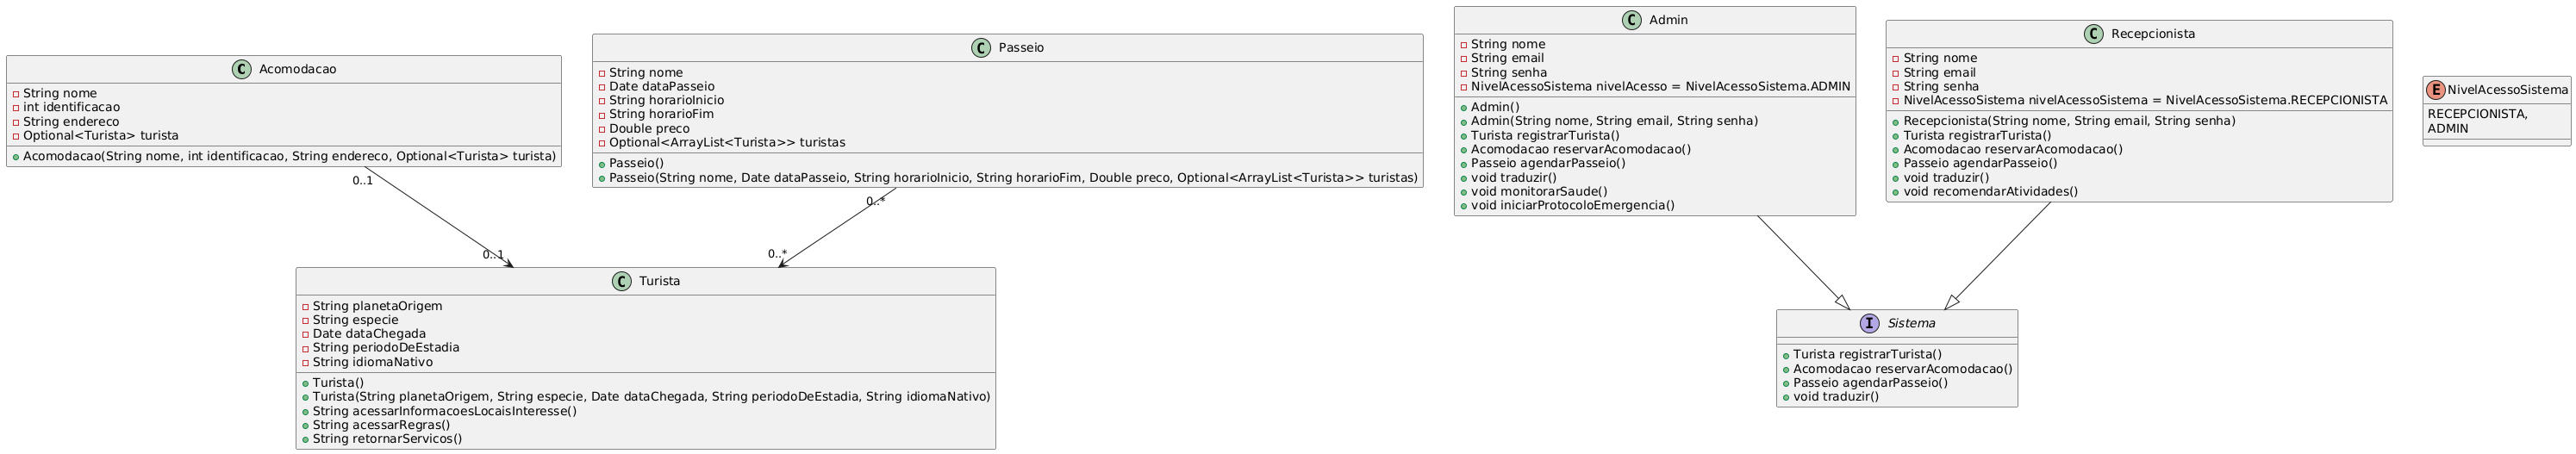 Acomodacao
String nome
int identificacao
String endereco
Optional<Turista> turista
Acomodacao(String nome, int identificacao, String endereco, Optional<Turista> turista)
Passeio
String nome
Date dataPasseio
String horarioInicio
String horarioFim
Double preco
Optional<ArrayList<Turista>> turistas
Passeio()
Passeio(String nome, Date dataPasseio, String horarioInicio, String horarioFim, Double preco, Optional<ArrayList<Turista>> turistas)
Admin
String nome
String email
String senha
NivelAcessoSistema nivelAcesso = NivelAcessoSistema.ADMIN
Admin()
Admin(String nome, String email, String senha)
Turista registrarTurista()
Acomodacao reservarAcomodacao()
Passeio agendarPasseio()
void traduzir()
void monitorarSaude()
void iniciarProtocoloEmergencia()
Recepcionista
String nome
String email
String senha
NivelAcessoSistema nivelAcessoSistema = NivelAcessoSistema.RECEPCIONISTA
Recepcionista(String nome, String email, String senha)
Turista registrarTurista()
Acomodacao reservarAcomodacao()
Passeio agendarPasseio()
void traduzir()
void recomendarAtividades()
NivelAcessoSistema
RECEPCIONISTA,
ADMIN
0..1
0..1
0..*
0..*
Turista
String planetaOrigem
String especie
Date dataChegada
String periodoDeEstadia
String idiomaNativo
Turista()
Turista(String planetaOrigem, String especie, Date dataChegada, String periodoDeEstadia, String idiomaNativo)
String acessarInformacoesLocaisInteresse()
String acessarRegras()
String retornarServicos()
Sistema
Turista registrarTurista()
Acomodacao reservarAcomodacao()
Passeio agendarPasseio()
void traduzir()